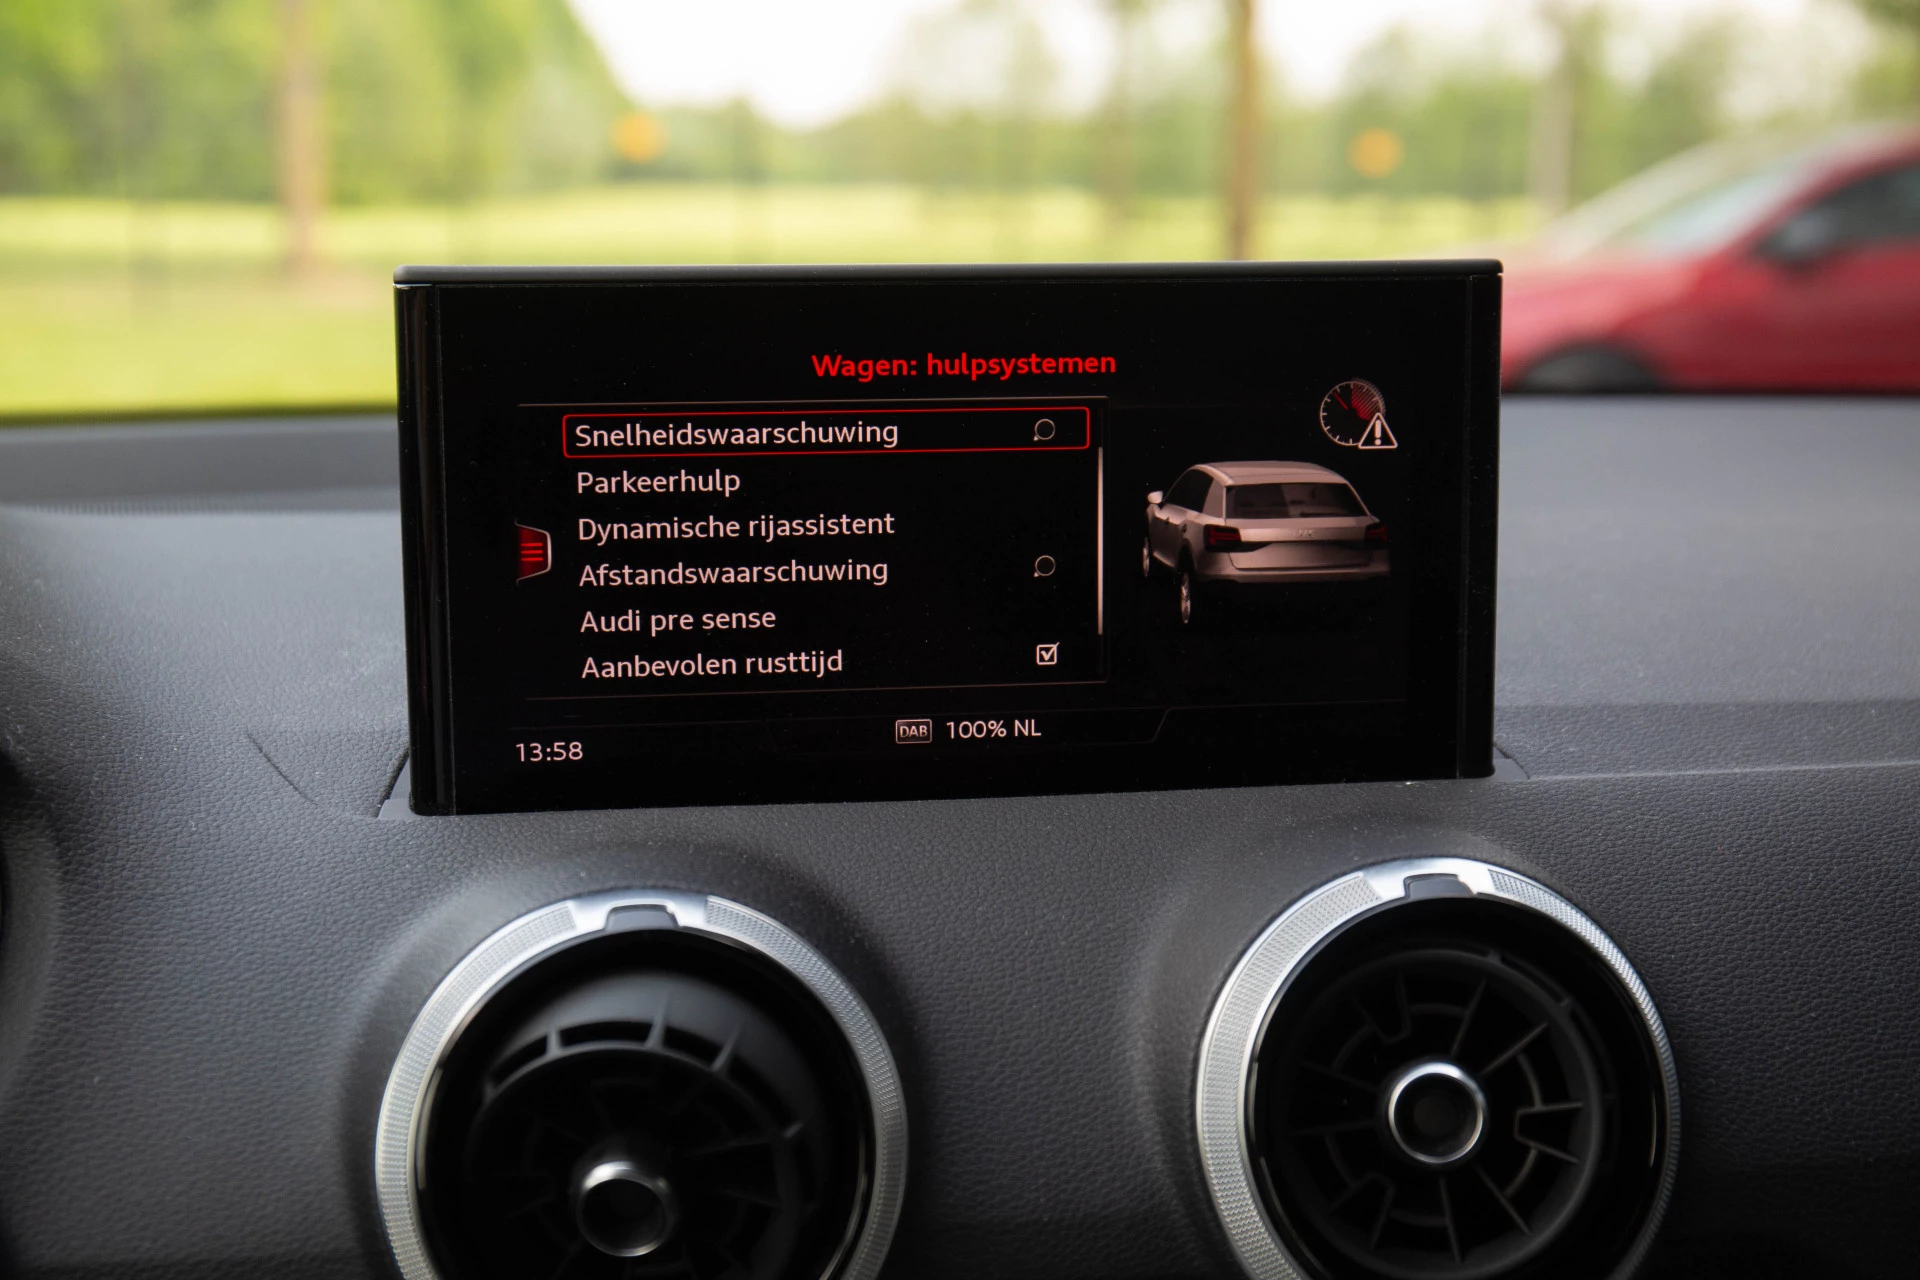 Wagen: hulpsystemen
Snelheidswaarschuwing
Parkeerhulp
Dynamische rijassistent
Afstandswaarschuwing
Audi pre sense
Aanbevolen rusttijd
DAB 100% NL
13:58